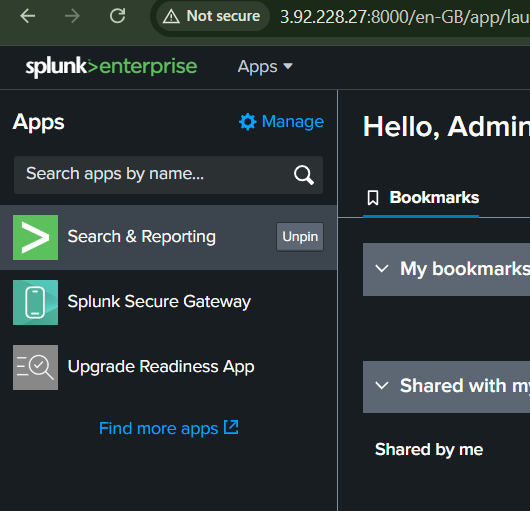 Not secure
3.92.228.27:8000/en-GB/app/lau
splunk>enterprise
Apps
Apps
Manage
Search apps by name...
Search & Reporting
Unpin
Splunk Secure Gateway
Upgrade Readiness App
Find more apps
Hello, Admin
Bookmarks
My bookmarks
Shared with my
Shared by me